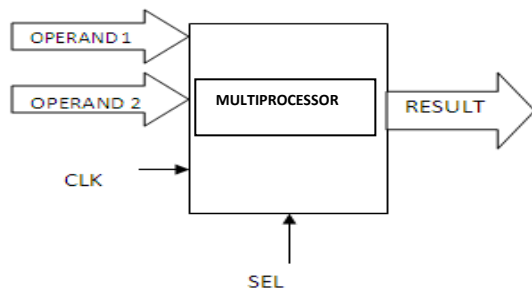 OPERAND 1
OPERAND 2
MULTIPROCESSOR
RESULT
CLK
SEL